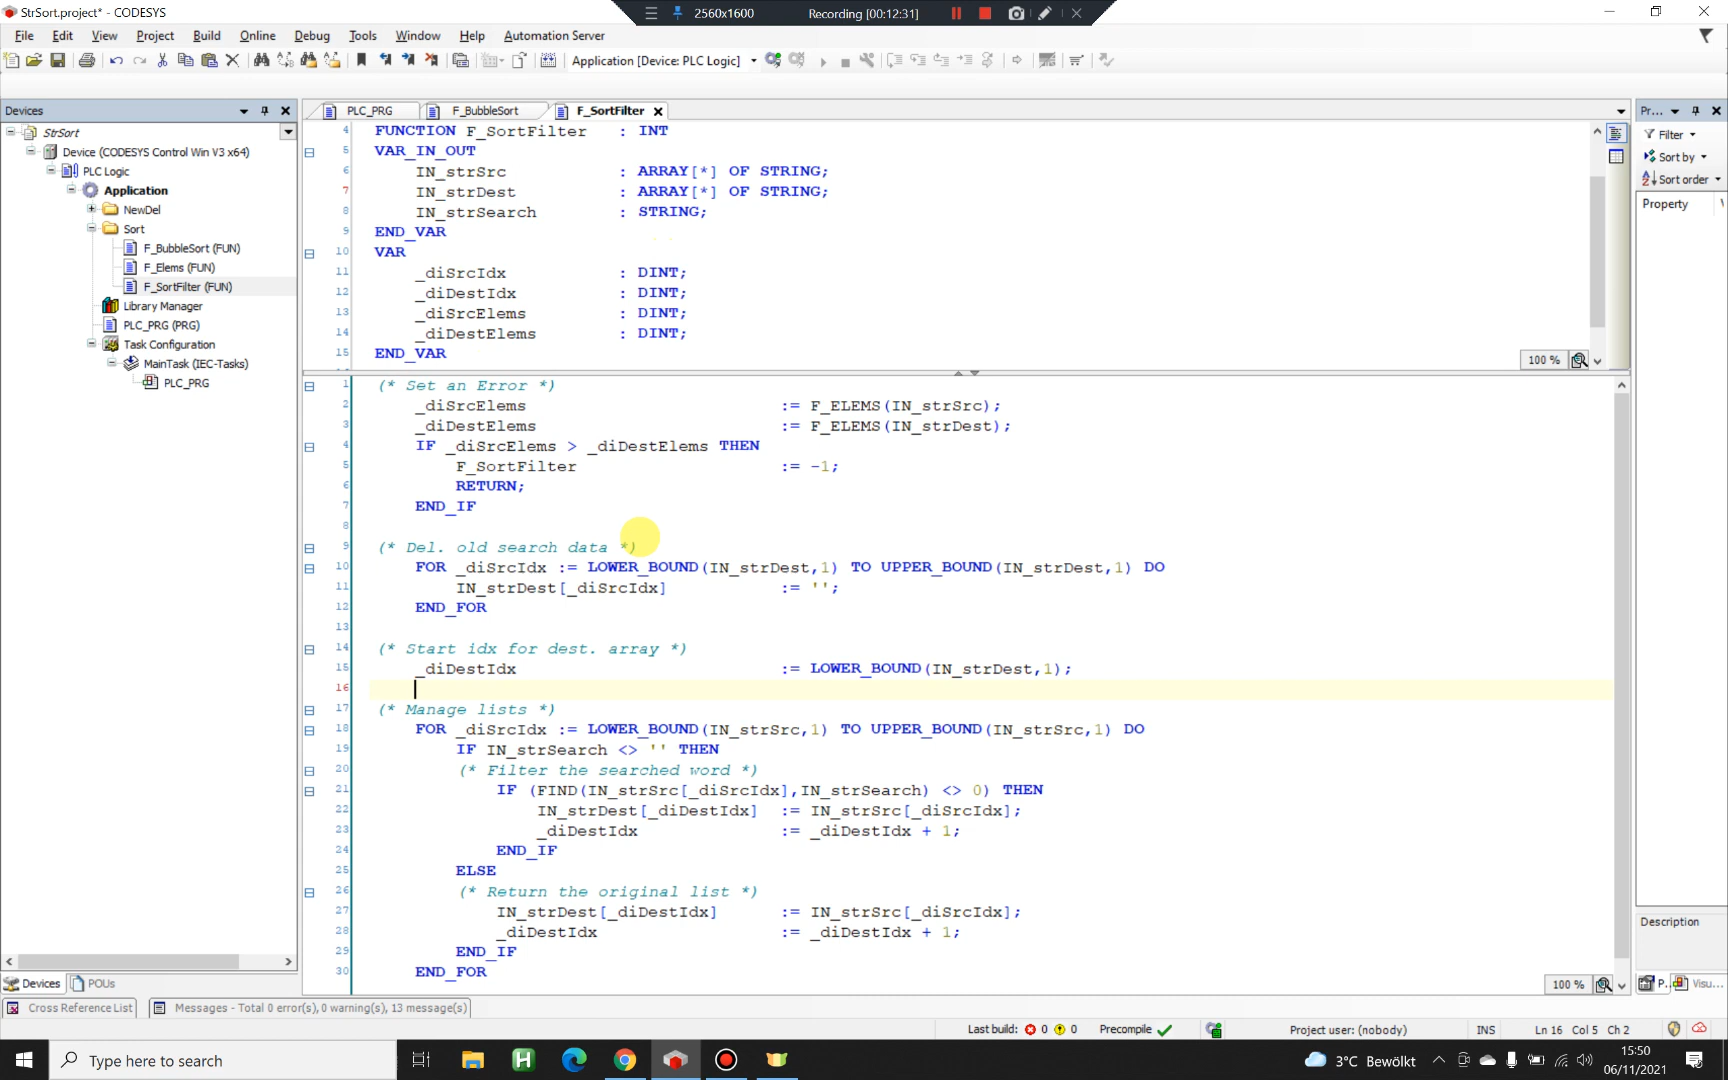 StrSort.project* - CODESYS
2560x1600
Recording [00:12:31]
File Edit View Project Build Online Debug Tools Window Help Automation Server
Application [Device: PLC Logic]
Devices
PLC_PRG
F_BubbleSort
F_SortFilter
Pr...
StrSort
Device (CODESYS Control Win V3 x64)
PLC Logic
Application
NewDel
Sort
F_BubbleSort (FUN)
F_Elems (FUN)
F_SortFilter (FUN)
Library Manager
PLC_PRG (PRG)
Task Configuration
MainTask (IEC-Tasks)
PLC_PRG
4 FUNCTION F_SortFilter : INT
5 VAR_IN_OUT
6 IN_strSrc : ARRAY[*] OF STRING;
7 IN_strDest : ARRAY[*] OF STRING;
8 IN_strSearch : STRING;
9 END_VAR
10 VAR
11 _diSrcIdx : DINT;
12 _diDestIdx : DINT;
13 _diSrcElems : DINT;
14 _diDestElems : DINT;
15 END_VAR
100 %
1 (* Set an Error *)
2 _diSrcElems := F_ELEMS(IN_strSrc);
3 _diDestElems := F_ELEMS(IN_strDest);
4 IF _diSrcElems > _diDestElems THEN
5 F_SortFilter := -1;
6 RETURN;
7 END_IF
8
9 (* Del. old search data *)
10 FOR _diSrcIdx := LOWER_BOUND(IN_strDest,1) TO UPPER_BOUND(IN_strDest,1) DO
11 IN_strDest[_diSrcIdx] := '';
12 END_FOR
13
14 (* Start idx for dest. array *)
15 _diDestIdx := LOWER_BOUND(IN_strDest,1);
16
17 (* Manage lists *)
18 FOR _diSrcIdx := LOWER_BOUND(IN_strSrc,1) TO UPPER_BOUND(IN_strSrc,1) DO
19 IF IN_strSearch <> '' THEN
20 (* Filter the searched word *)
21 IF (FIND(IN_strSrc[_diSrcIdx],IN_strSearch) <> 0) THEN
22 IN_strDest[_diDestIdx] := IN_strSrc[_diSrcIdx];
23 _diDestIdx := _diDestIdx + 1;
24 END_IF
25 ELSE
26 (* Return the original list *)
27 IN_strDest[_diDestIdx] := IN_strSrc[_diSrcIdx];
28 _diDestIdx := _diDestIdx + 1;
29 END_IF
30 END_FOR
100 %
Filter
Sort by
Sort order
Property
Description
P..
Visu...
Devices
POUs
Cross Reference List
Messages - Total 0 error(s), 0 warning(s), 13 message(s)
Last build: 0 0 Precompile
Project user: (nobody)
INS
Ln 16 Col 5 Ch 2
Type here to search
3°C Bewölkt
15:50
06/11/2021